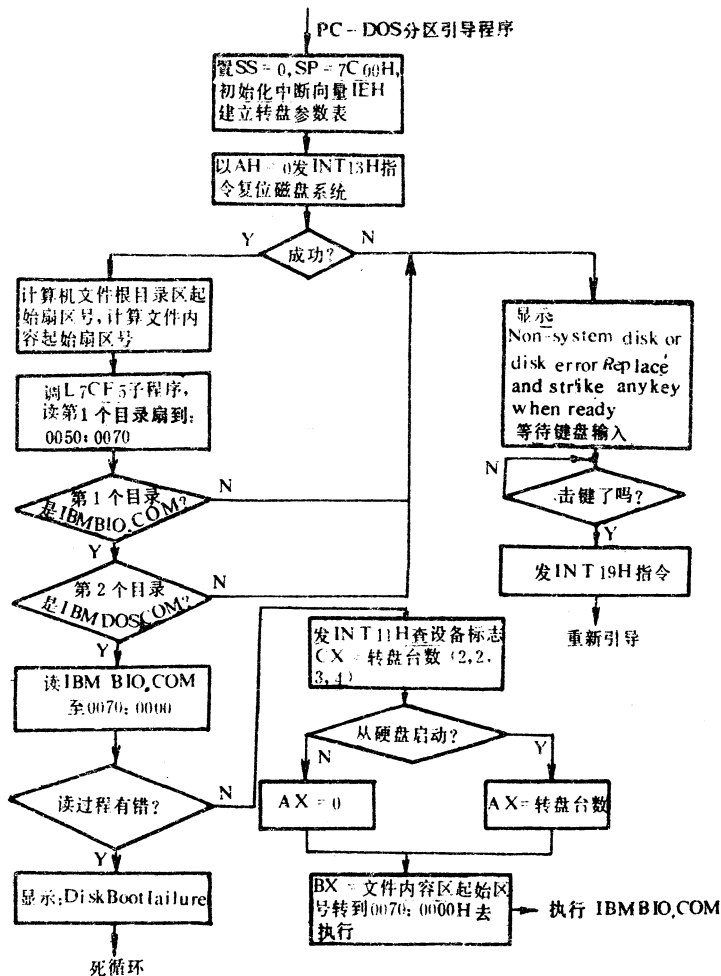 PC-DOS分区引导程序
置SS=0,SP=7C00H,
初始化中断向量IEH
建立转盘参数表
以AH=0发INT13H指
令复位磁盘系统
成功?
Y
N
计算机文件根目录区起
始扇区号,计算文件内
容起始扇区号
调L7CF5子程序,
读第1个目录扇到:
0050:0070
第1个目录
是IBMBIO.COM?
N
Y
第2个目录
是IBMDOSCOM?
N
Y
读IBM BIO.COM
至0070:0000
读过程有错?
N
Y
显示:DiskBootfailure
死循环
显示:
Non-system disk or
disk error Replace
and strike anykey
when ready
等待键盘输入
N
击键了吗?
Y
发INT19H指令
重新引导
发INT11H查设备标志
CX=转盘台数(2,2,
3,4)
从硬盘启动?
N
Y
AX=0
AX=转盘台数
BX=文件内容区起始区
号转到0070:0000H去
执行
执行 IBMBIO,COM